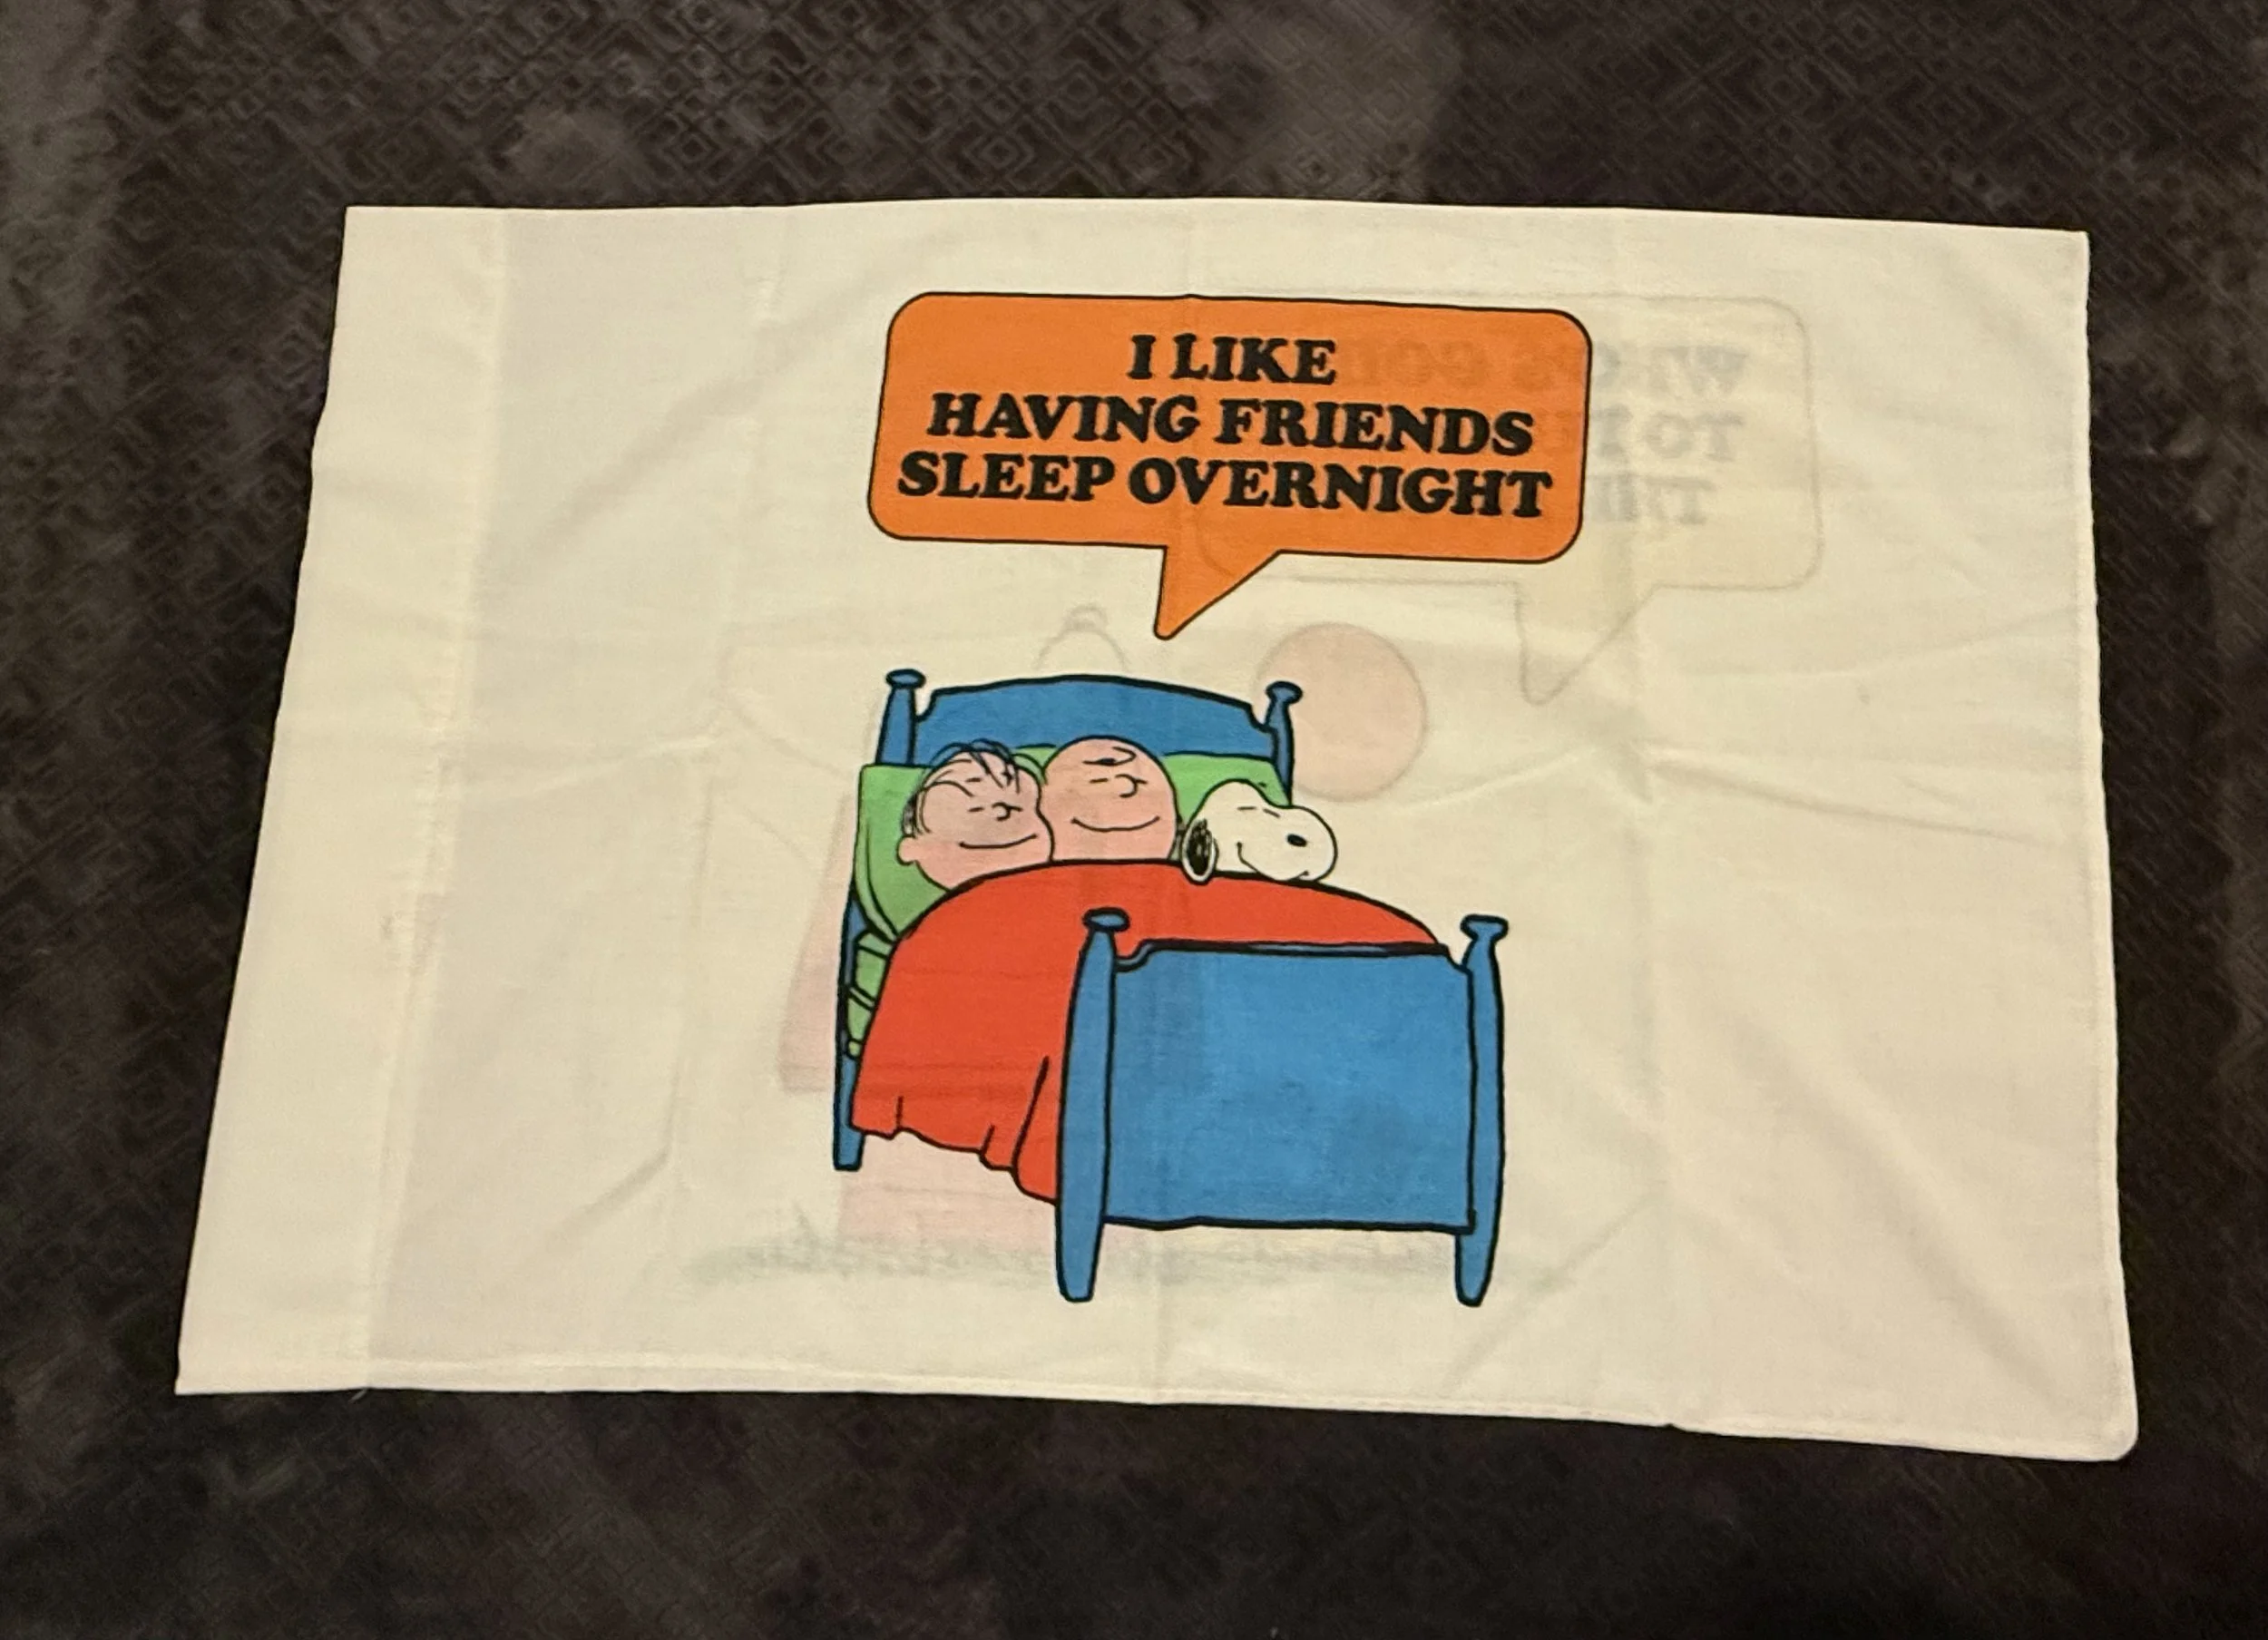 I LIKE
HAVING FRIENDS
SLEEP OVERNIGHT